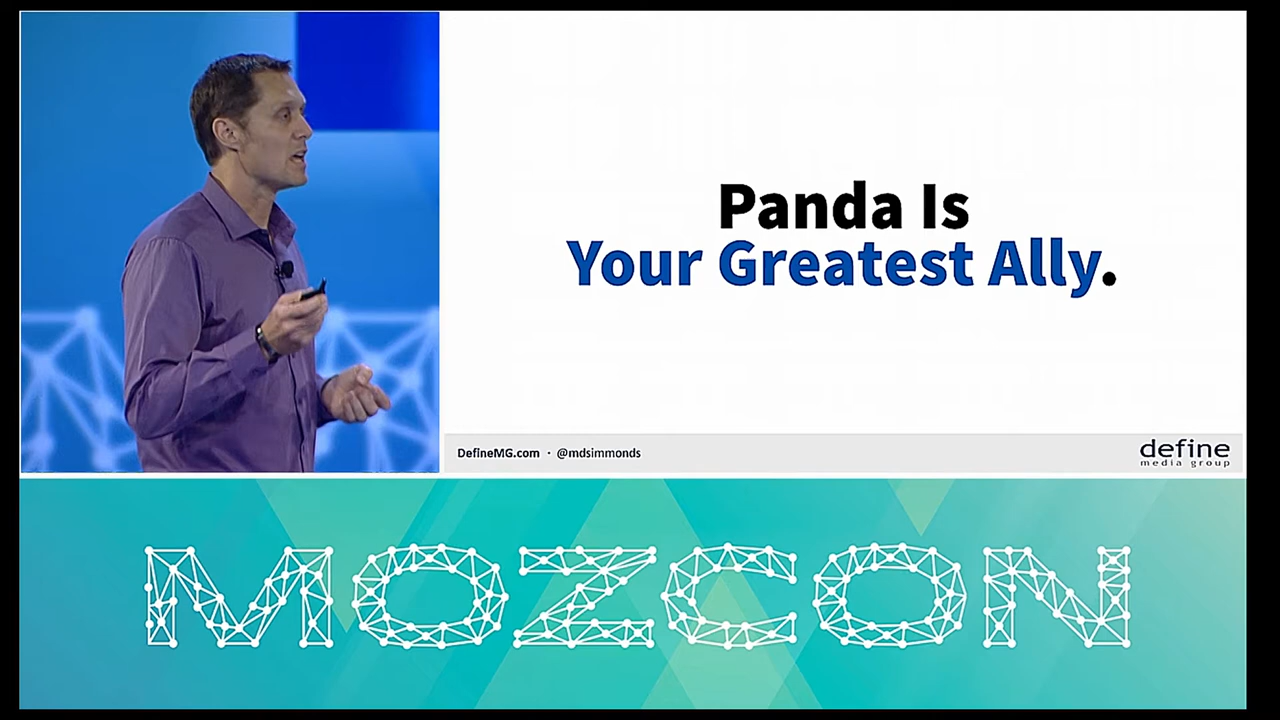 Panda Is
Your Greatest Ally.
DefineMG.com · @mdsimmonds
define
media group
MOZCON